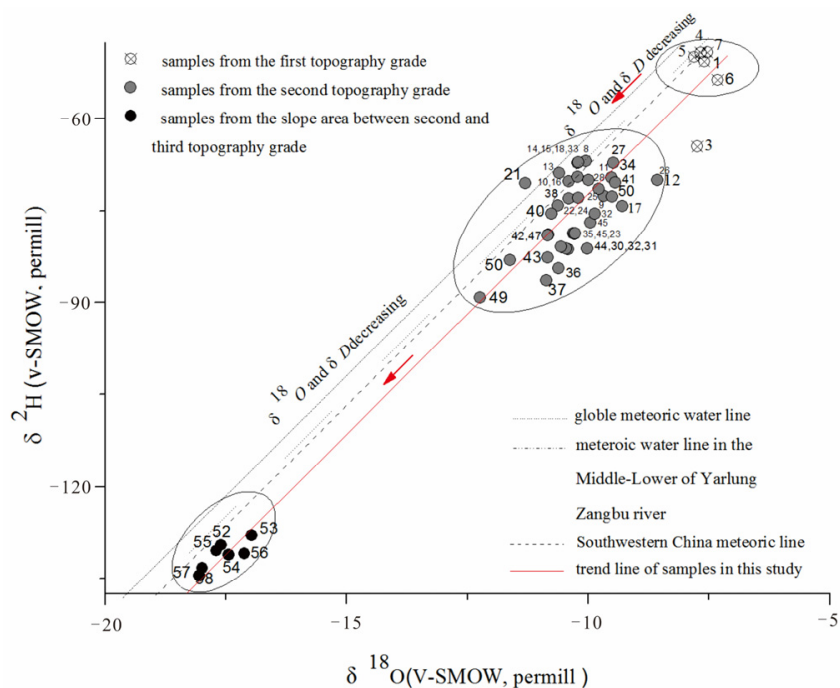 samples from the first topography grade
samples from the second topography grade
samples from the slope area between second and
third topography grade
4
7
5
1
6
3
δ 18 O and δ D decreasing
14, 15, 18, 33
8
27
13
11
34
21
10, 16
28
41
26
12
38
25
50
40
22, 24
9
32
17
45
42, 47
35, 45, 23
44, 30, 32, 31
50
43
36
37
49
δ 18 O and δ Ddecreasing
52
53
55
54
56
57
98
globle meteoric water line
meteroic water line in the
Middle-Lower of Yarlung
Zangbu river
Southwestern China meteoric line
trend line of samples in this study
−60
−90
−120
−20
−15
−10
−5
δ 2H (v-SMOW, permill)
δ 18O(V-SMOW, permill )